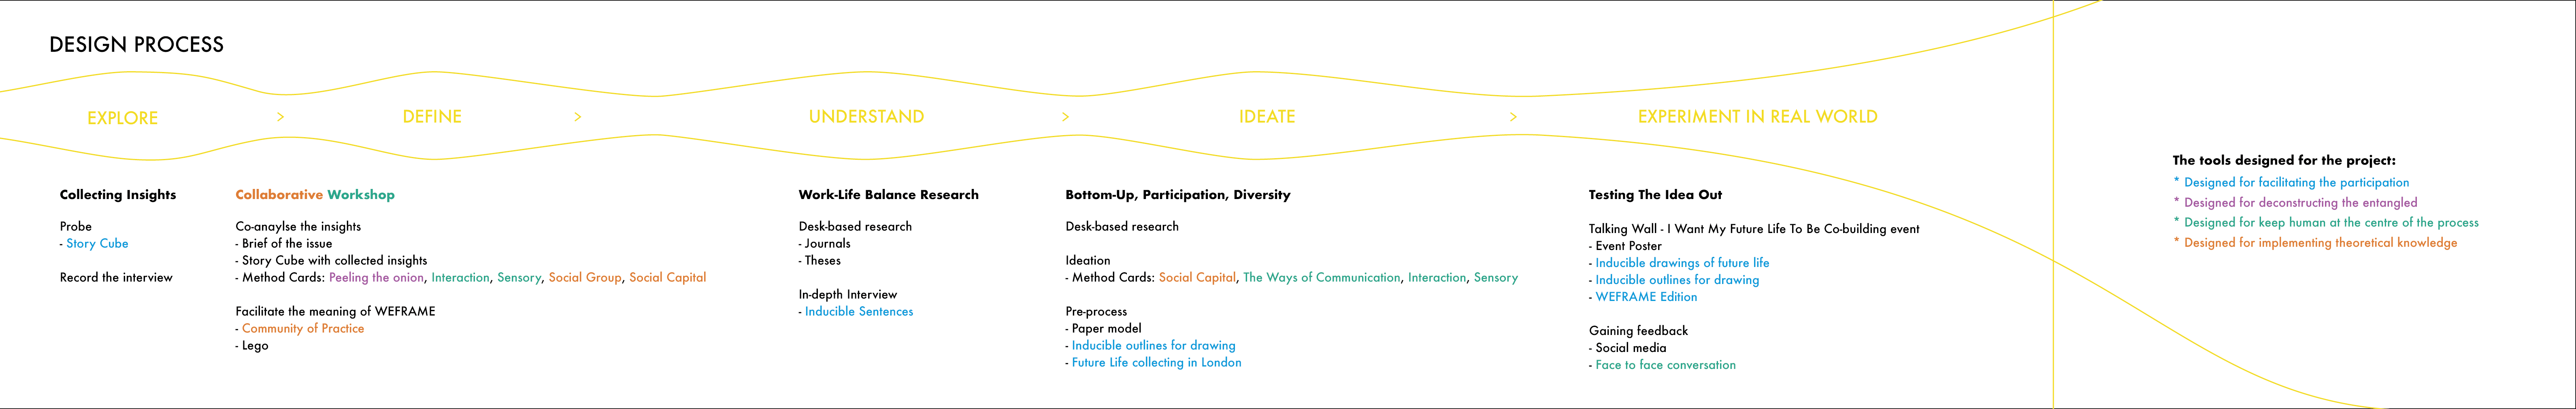 DESIGN PROCESS
EXPLORE > DEFINE > UNDERSTAND > IDEATE > EXPERIMENT IN REAL WORLD
Collecting Insights
Probe
- Story Cube
Record the interview
Collaborative Workshop
Co-anaylse the insights
- Brief of the issue
- Story Cube with collected insights
- Method Cards: Peeling the onion, Interaction, Sensory, Social Group, Social Capital
Facilitate the meaning of WEFRAME
- Community of Practice
- Lego
Work-Life Balance Research
Desk-based research
- Journals
- Theses
In-depth Interview
- Inducible Sentences
Bottom-Up, Participation, Diversity
Desk-based research
Ideation
- Method Cards: Social Capital, The Ways of Communication, Interaction, Sensory
Pre-process
- Paper model
- Inducible outlines for drawing
- Future Life collecting in London
Testing The Idea Out
Talking Wall - I Want My Future Life To Be Co-building event
- Event Poster
- Inducible drawings of future life
- Inducible outlines for drawing
- WEFRAME Edition
Gaining feedback
- Social media
- Face to face conversation
The tools designed for the project:
* Designed for facilitating the participation
* Designed for deconstructing the entangled
* Designed for keep human at the centre of the process
* Designed for implementing theoretical knowledge